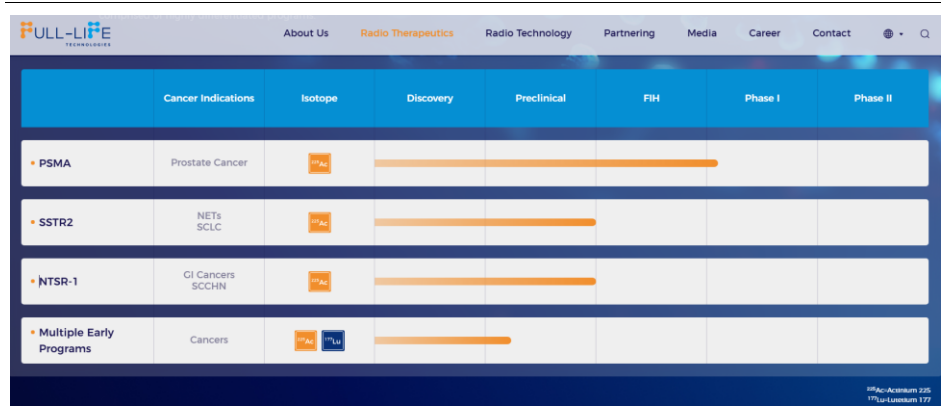 FULL-LIFE
TECHNOLOGIES
About Us Radio Therapeutics Radio Technology Partnering Media Career Contact
Cancer Indications Isotope Discovery Preclinical FIH Phase I Phase II
PSMA Prostate Cancer ²²⁵Ac
SSTR2 NETs ²²⁵Ac
SCLC
NTSR-1 GI Cancers ²²⁵Ac
SCCHN
Multiple Early Cancers ²²⁵Ac ¹⁷⁷Lu
Programs
²²⁵Ac-Actinium 225
¹⁷⁷Lu-Lutetium 177